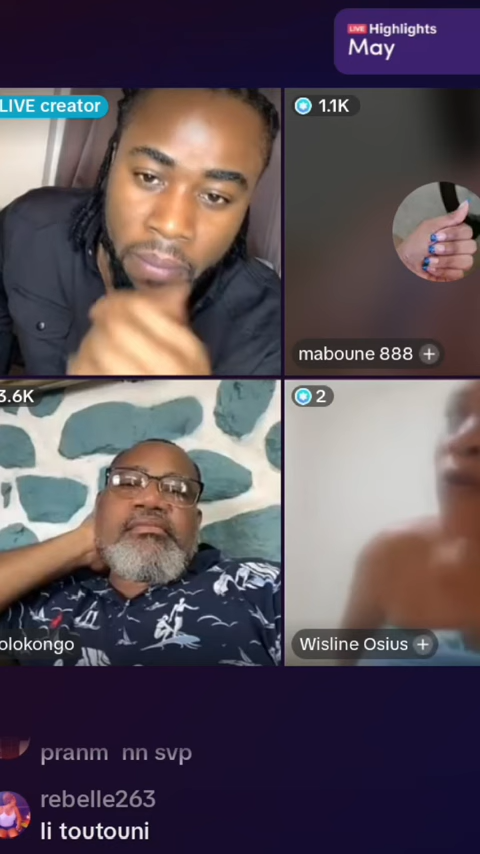 LIVE Highlights
May
LIVE creator
1.1K
maboune 888 +
3.6K
2
olokongo
Wisline Osius +
pranm nn svp
rebelle263
li toutouni